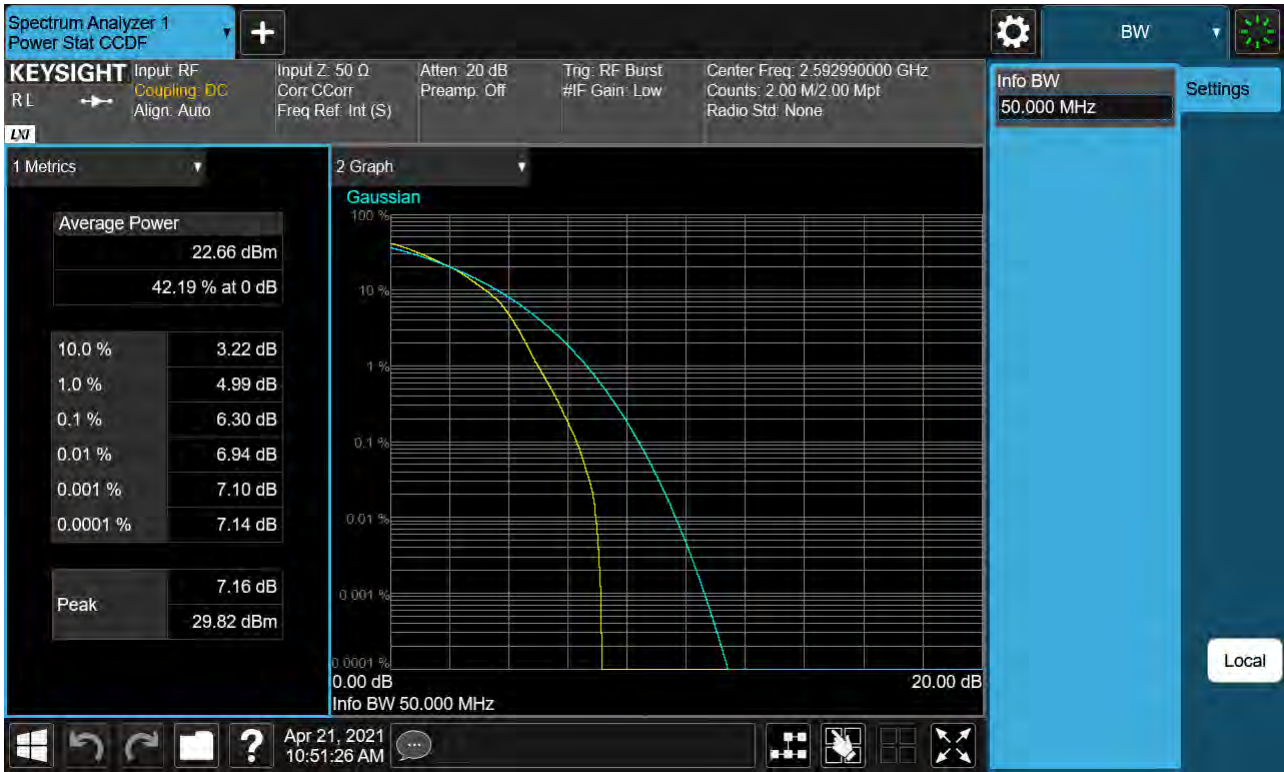 Spectrum Analyzer 1
Power Stat CCDF
BW
KEYSIGHT
R L
LXI
Input: RF
Coupling: DC
Align: Auto
Input Z: 50 Ω
Corr CCorr
Freq Ref: Int (S)
Atten: 20 dB
Preamp: Off
Trig: RF Burst
#IF Gain: Low
Center Freq: 2.592990000 GHz
Counts: 2.00 M/2.00 Mpt
Radio Std: None
Info BW
50.000 MHz
Settings
1 Metrics
Average Power
22.66 dBm
42.19 % at 0 dB
10.0 % 3.22 dB
1.0 % 4.99 dB
0.1 % 6.30 dB
0.01 % 6.94 dB
0.001 % 7.10 dB
0.0001 % 7.14 dB
Peak
7.16 dB
29.82 dBm
2 Graph
Gaussian
100 %
10 %
1 %
0.1 %
0.01 %
0.001 %
0.0001 %
0.00 dB 20.00 dB
Info BW 50.000 MHz
Local
?
Apr 21, 2021
10:51:26 AM